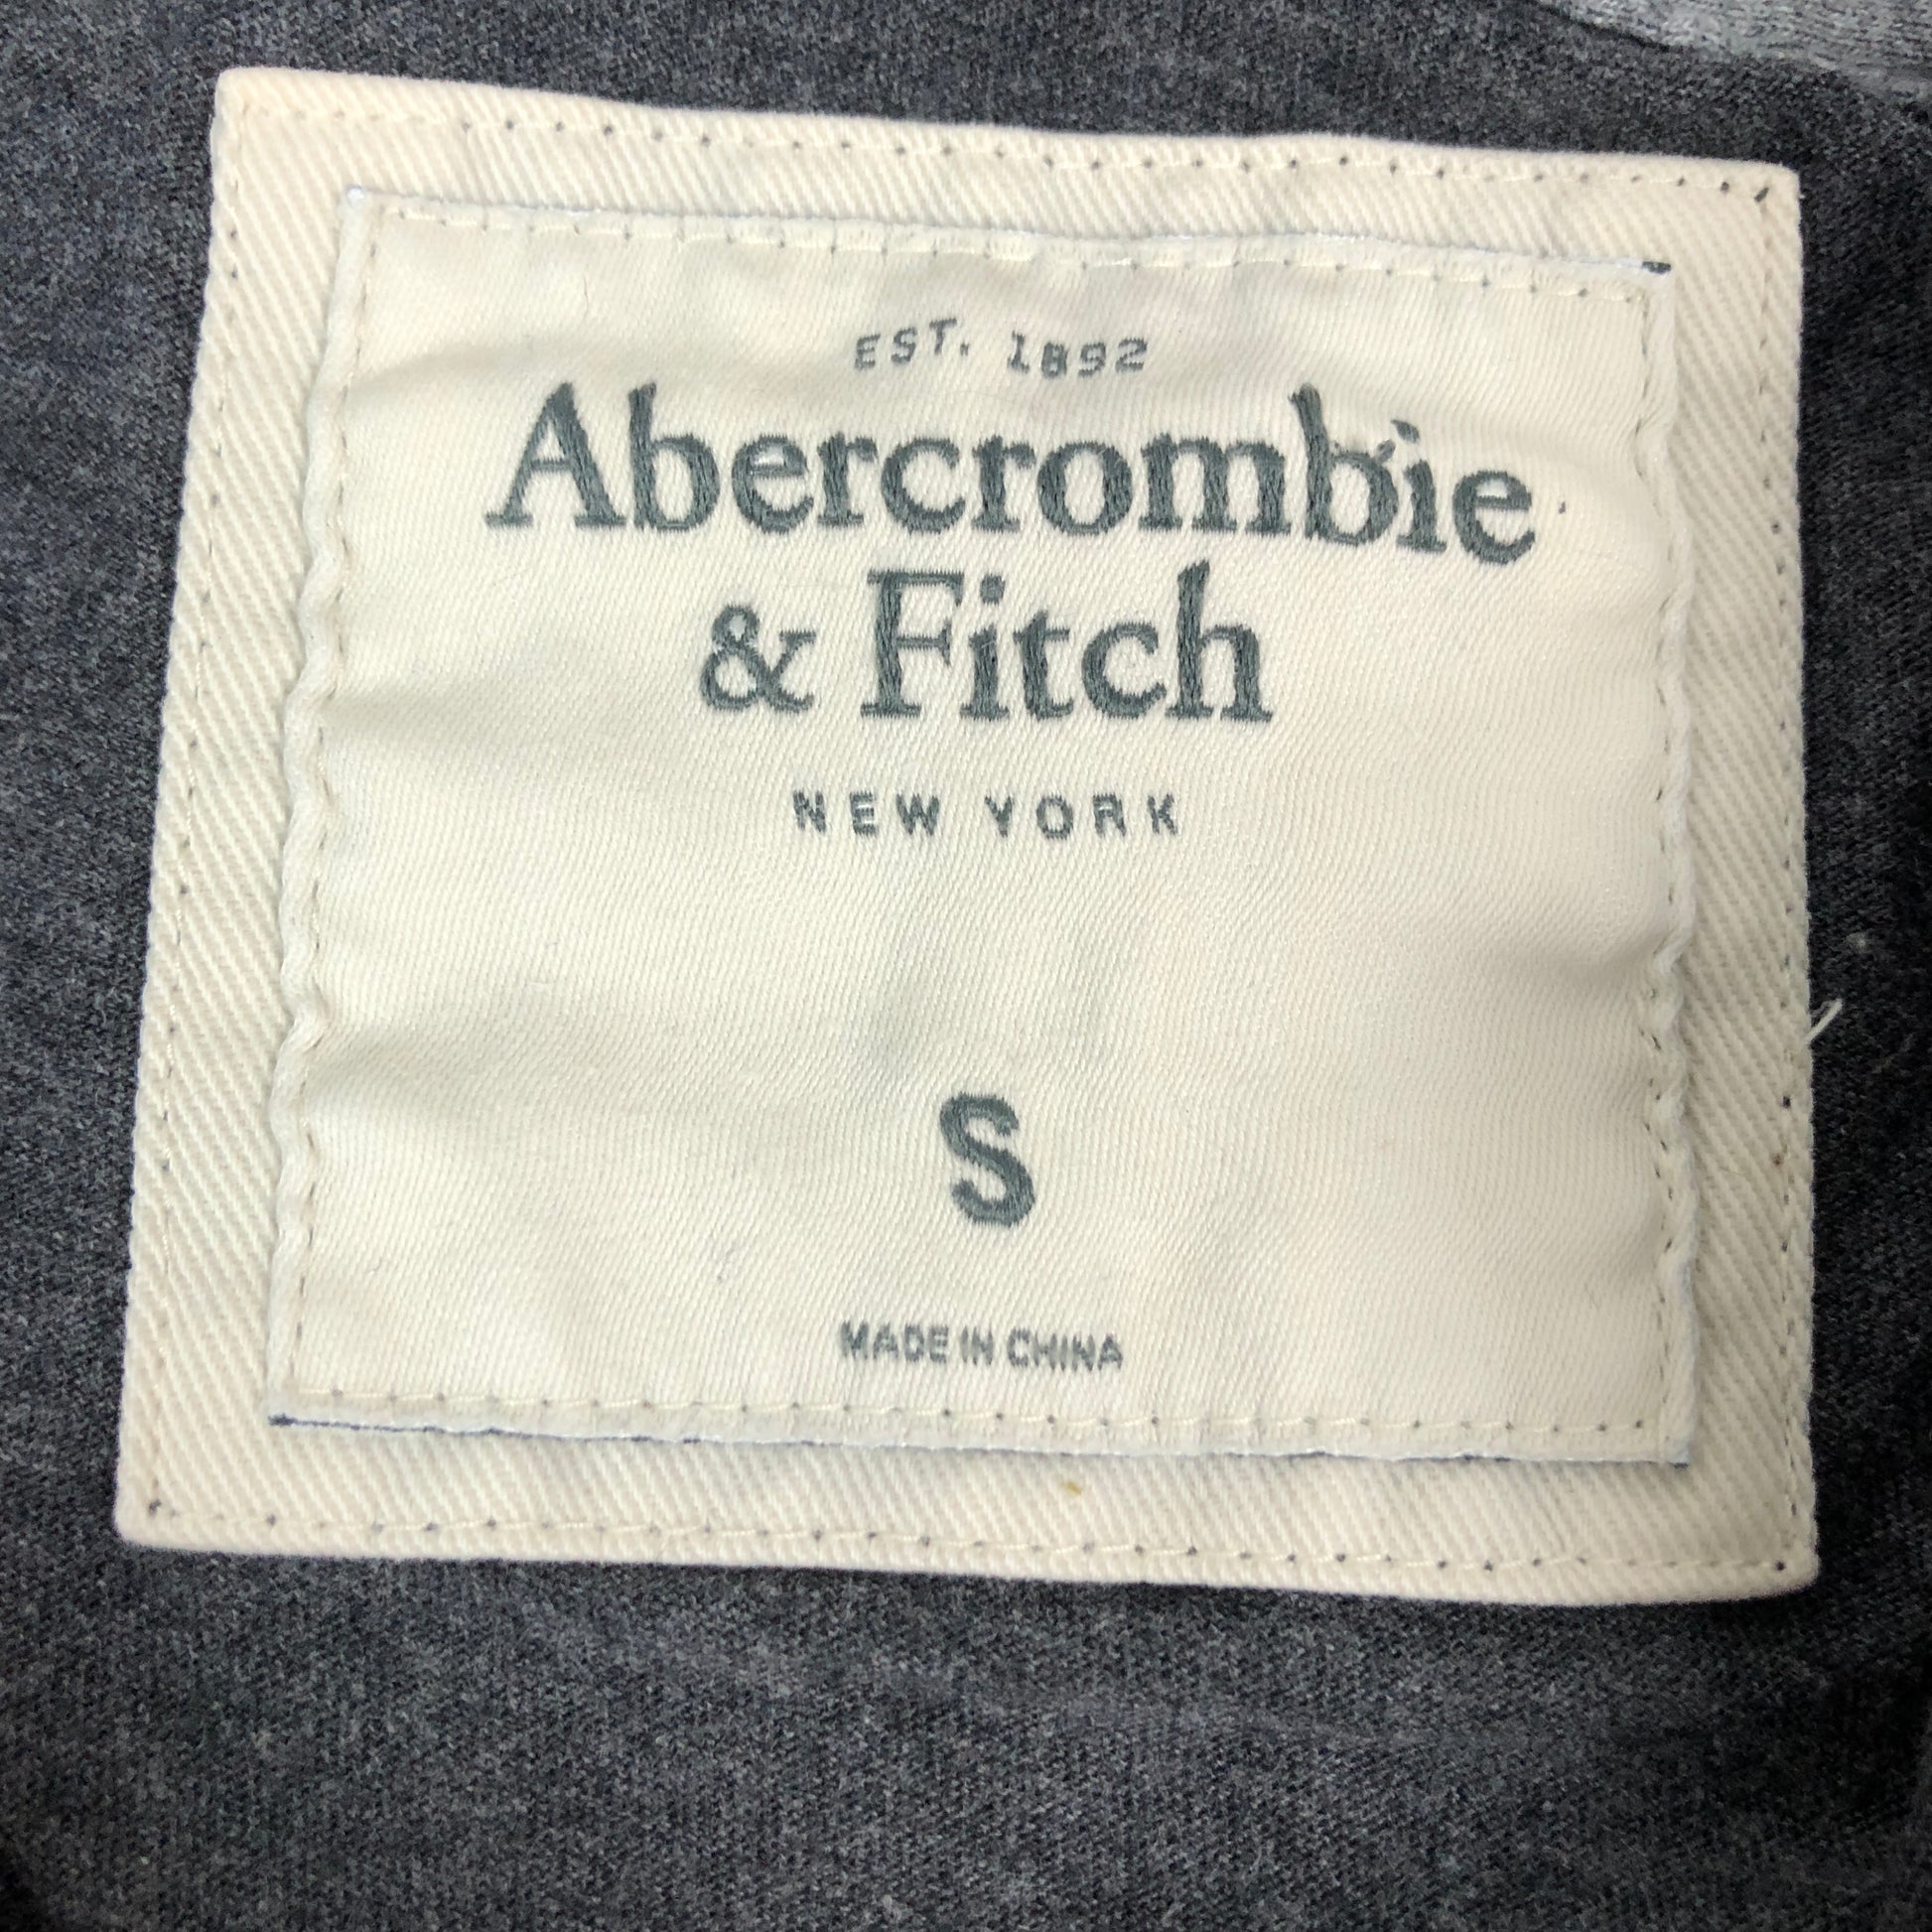 EST. 1892
Abercrombie
& Fitch
NEW YORK
S
MADE IN CHINA